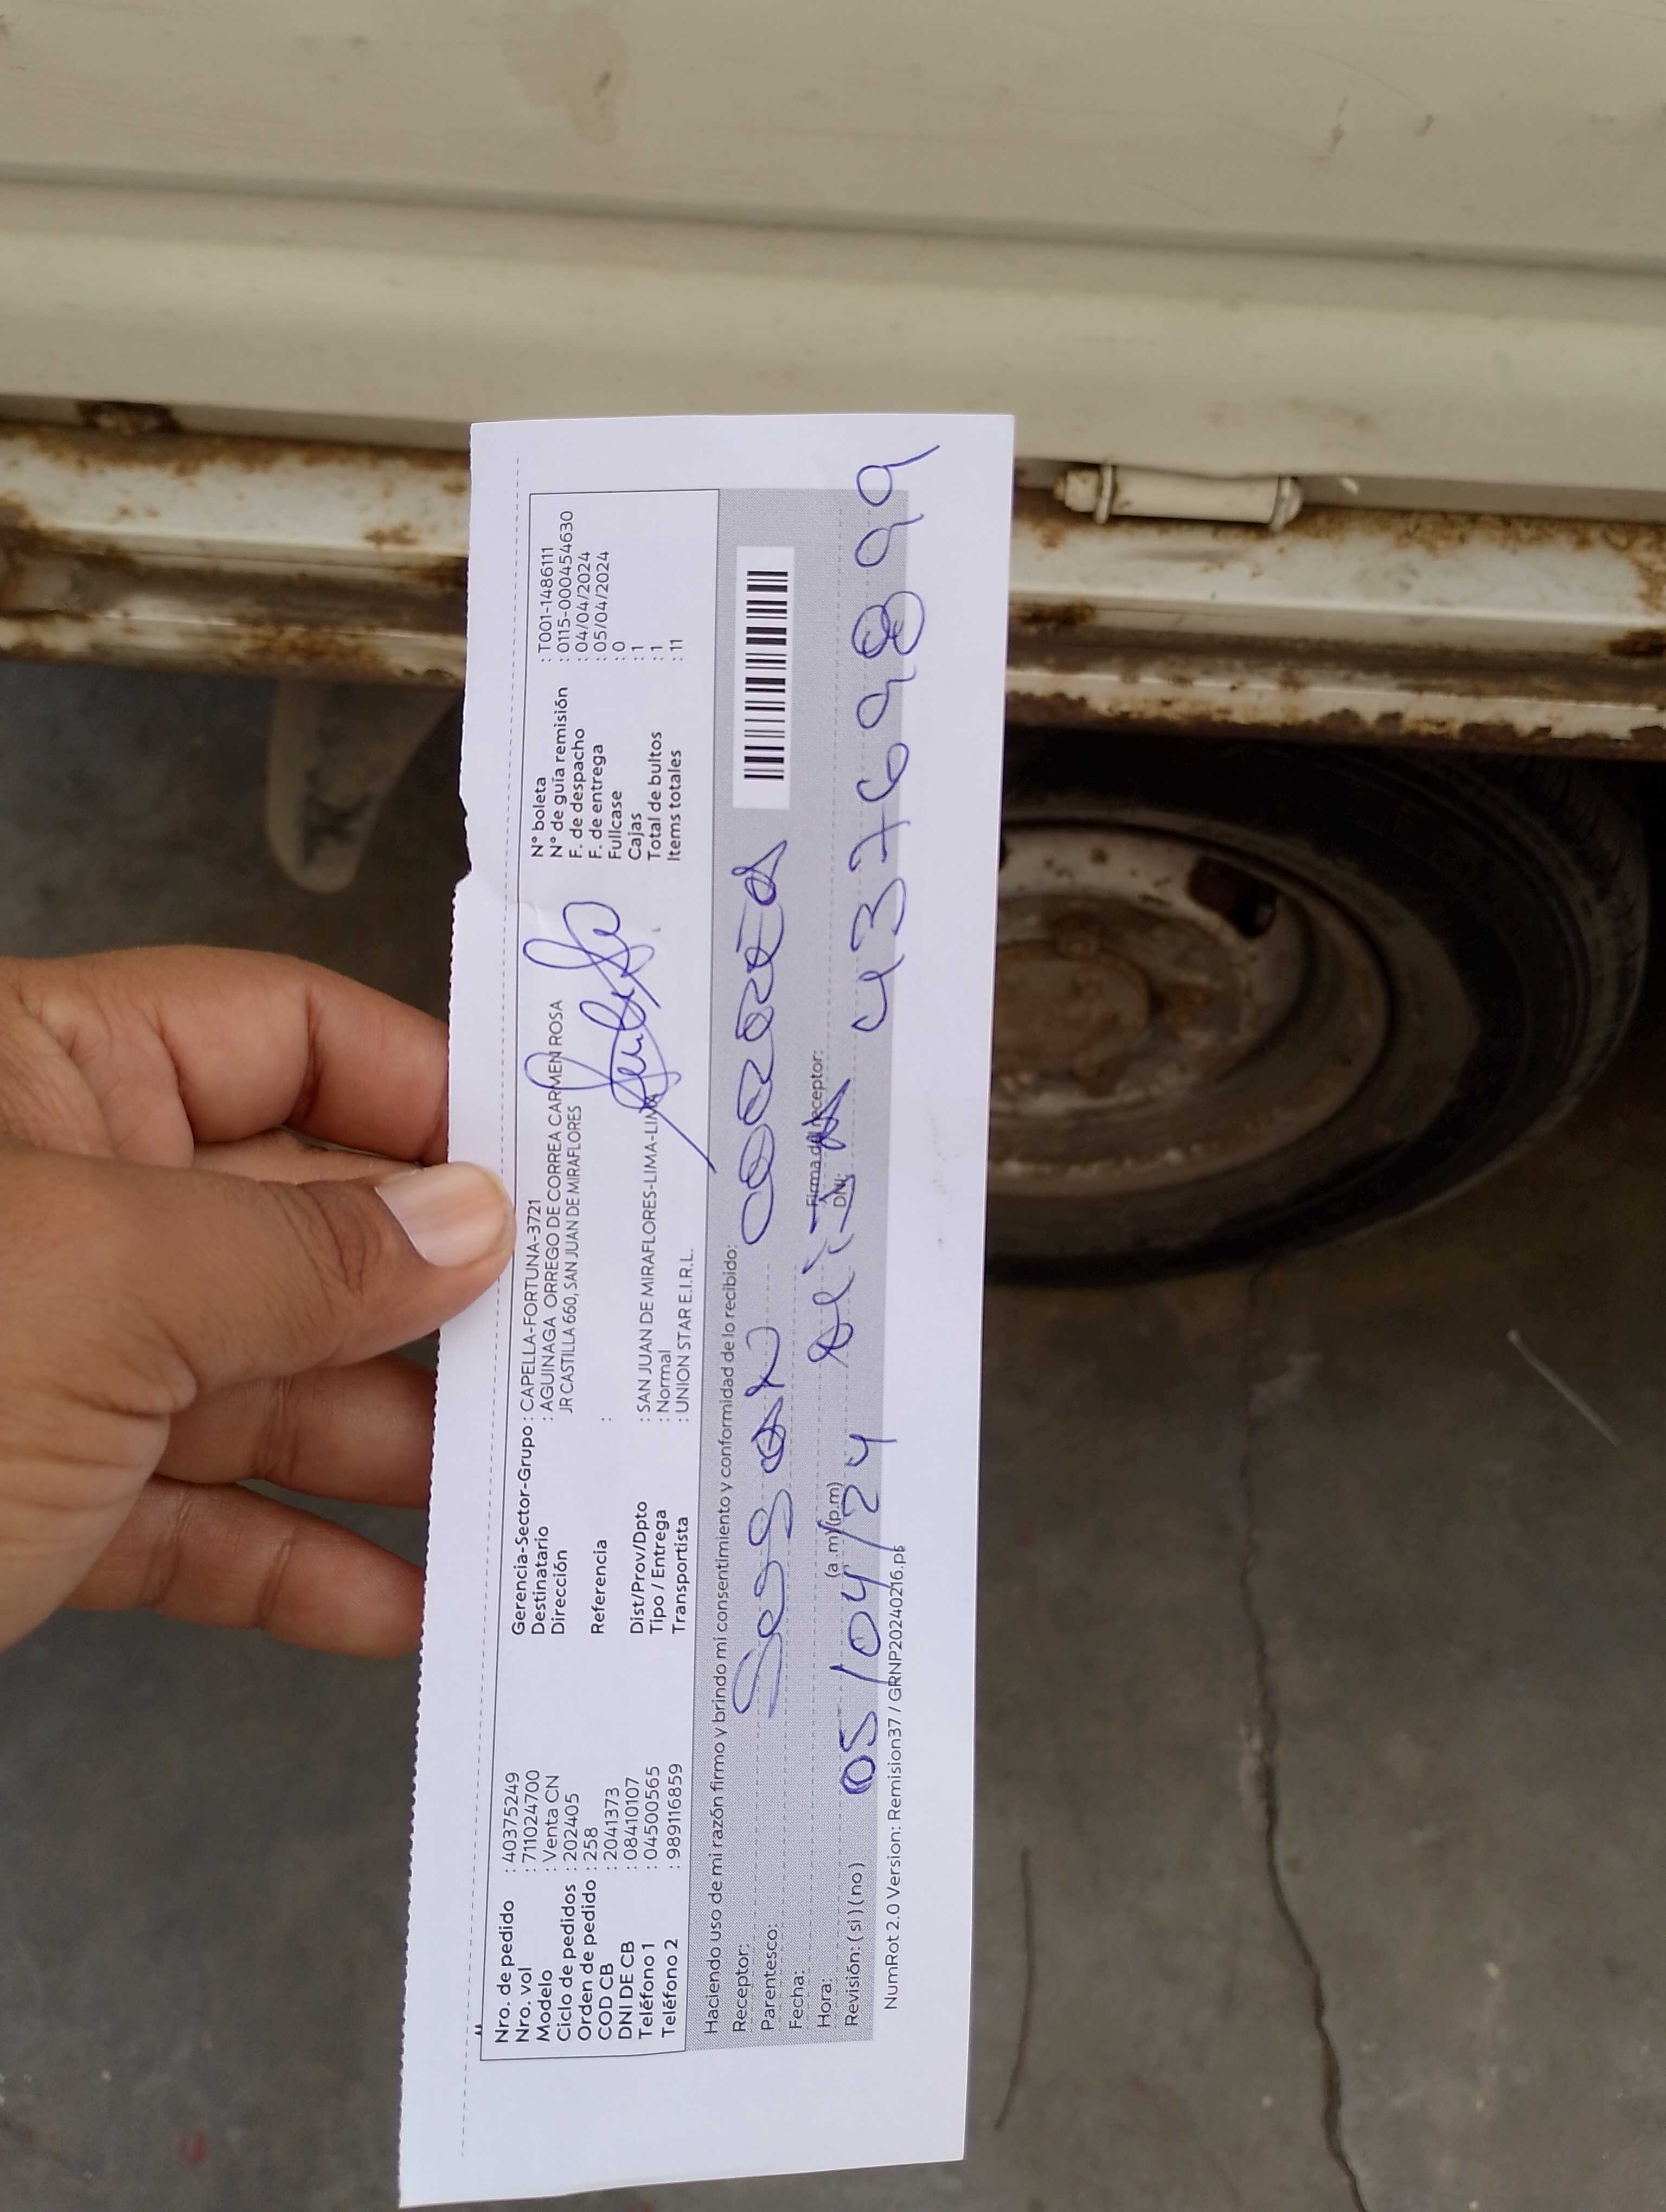 Nro. de pedido : 40375249
Nro. vol : 711024700
Modelo : Venta CN
Ciclo de pedidos : 202405
Orden de pedido : 258
COD CB : 2041373
DNI DE CB : 08410107
Teléfono 1 : 04500565
Teléfono 2 : 989116859
Gerencia-Sector-Grupo : CAPELLA-FORTUNA-3721
Destinatario : AGUINAGA ORREGO DE CORREA CARMEN ROSA
Dirección JR CASTILLA 660, SAN JUAN DE MIRAFLORES
Referencia :
Dist/Prov/Dpto : SAN JUAN DE MIRAFLORES-LIMA-LIMA
Tipo / Entrega : Normal
Transportista : UNION STAR E.I.R.L.
N° boleta : T001-1486111
N° de guía remisión : 0115-0000454630
F. de despacho : 04/04/2024
F. de entrega : 05/04/2024
Fullcase : 0
Cajas : 1
Total de bultos : 1
Items totales : 11
Haciendo uso de mi razón firmo y brindo mi consentimiento y conformidad de lo recibido:
Receptor: CORREA
Parentesco:
Fecha:
Firma del receptor:
Hora: (a.m)(p.m) DNI:
05/04/24 43769899
Revisión: ( si ) ( no )
NumRot 2.0 Version: Remision37 / GRNP20240216.p5